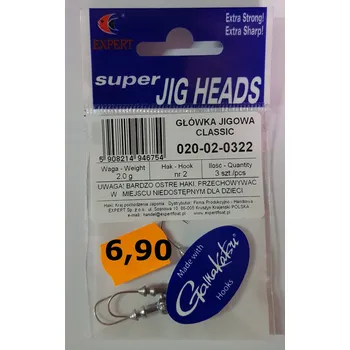 EXPERT
Extra Strong!
Extra Sharp!
super JIG HEADS
GŁÓWKA JIGOWA
CLASSIC
020-02-0322
5 908214 946754
Waga - Weight
2.0 g
Hak - Hook
nr 2
Ilość - Quantity
3 szt./pcs
UWAGA! BARDZO OSTRE HAKI. PRZECHOWYWAĆ
W MIEJSCU NIEDOSTĘPNYM DLA DZIECI
6,90
Made with
Gamakatsu
Hooks